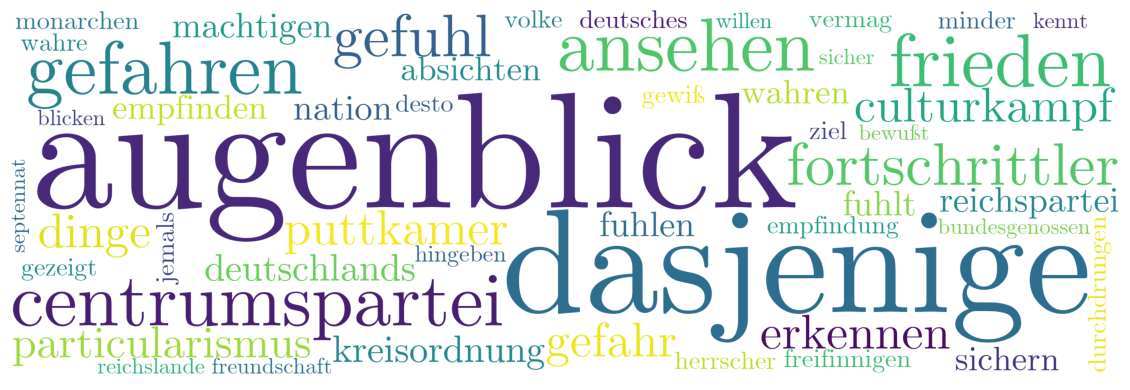 monarchen
machtigen
gefuhl
volke
deutsches
willen
vermag
minder
kennt
wahre
gefahren
absichten
ansehen
sicher
frieden
empfinden
nation
desto
gewiß
wahren
culturkampf
blicken
augenblick
ziel
bewußt
fortschrittler
septennat
dinge
jemals
puttkamer
fuhlen
fuhlt
reichspartei
empfindung
bundesgenossen
gezeigt
deutschlands
hingeben
dasjenige
durchdrungen
centrumspartei
erkennen
particularismus
kreisordnung
gefahr
sichern
reichslande
freundschaft
herrscher
freifinnigen